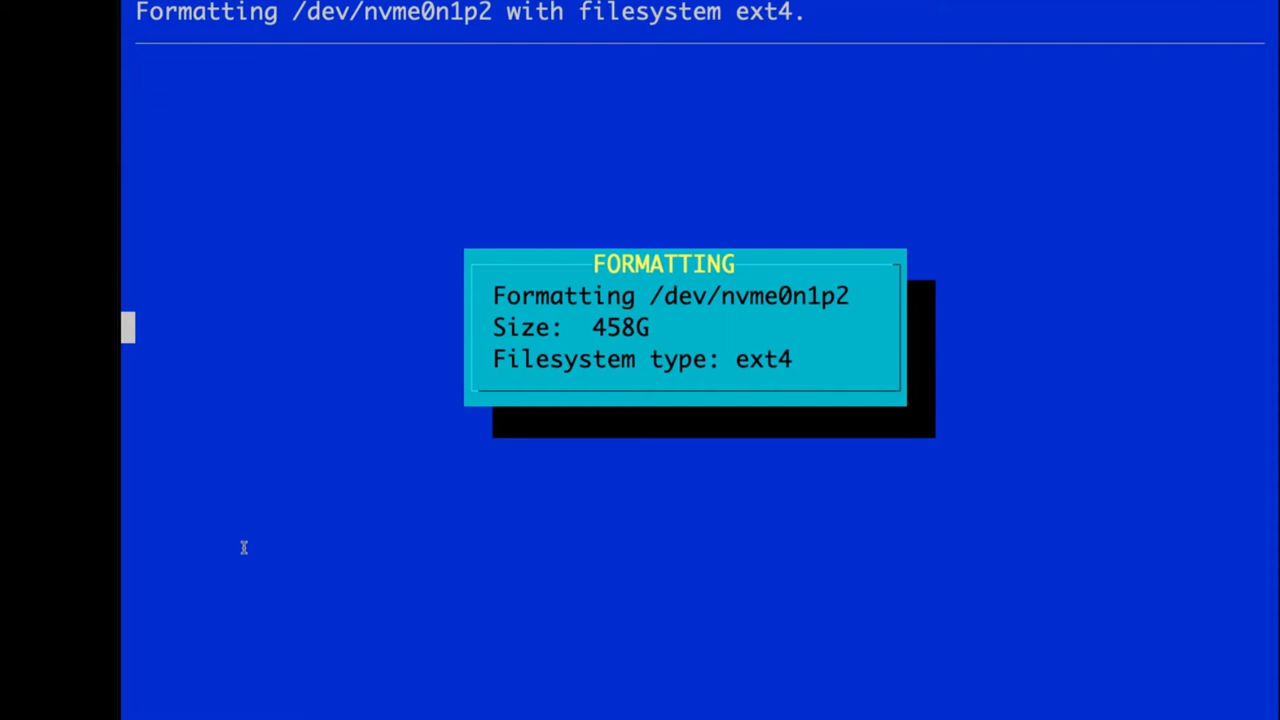 Formatting /dev/nvme0n1p2 with filesystem ext4.
FORMATTING
Formatting /dev/nvme0n1p2
Size:  458G
Filesystem type: ext4